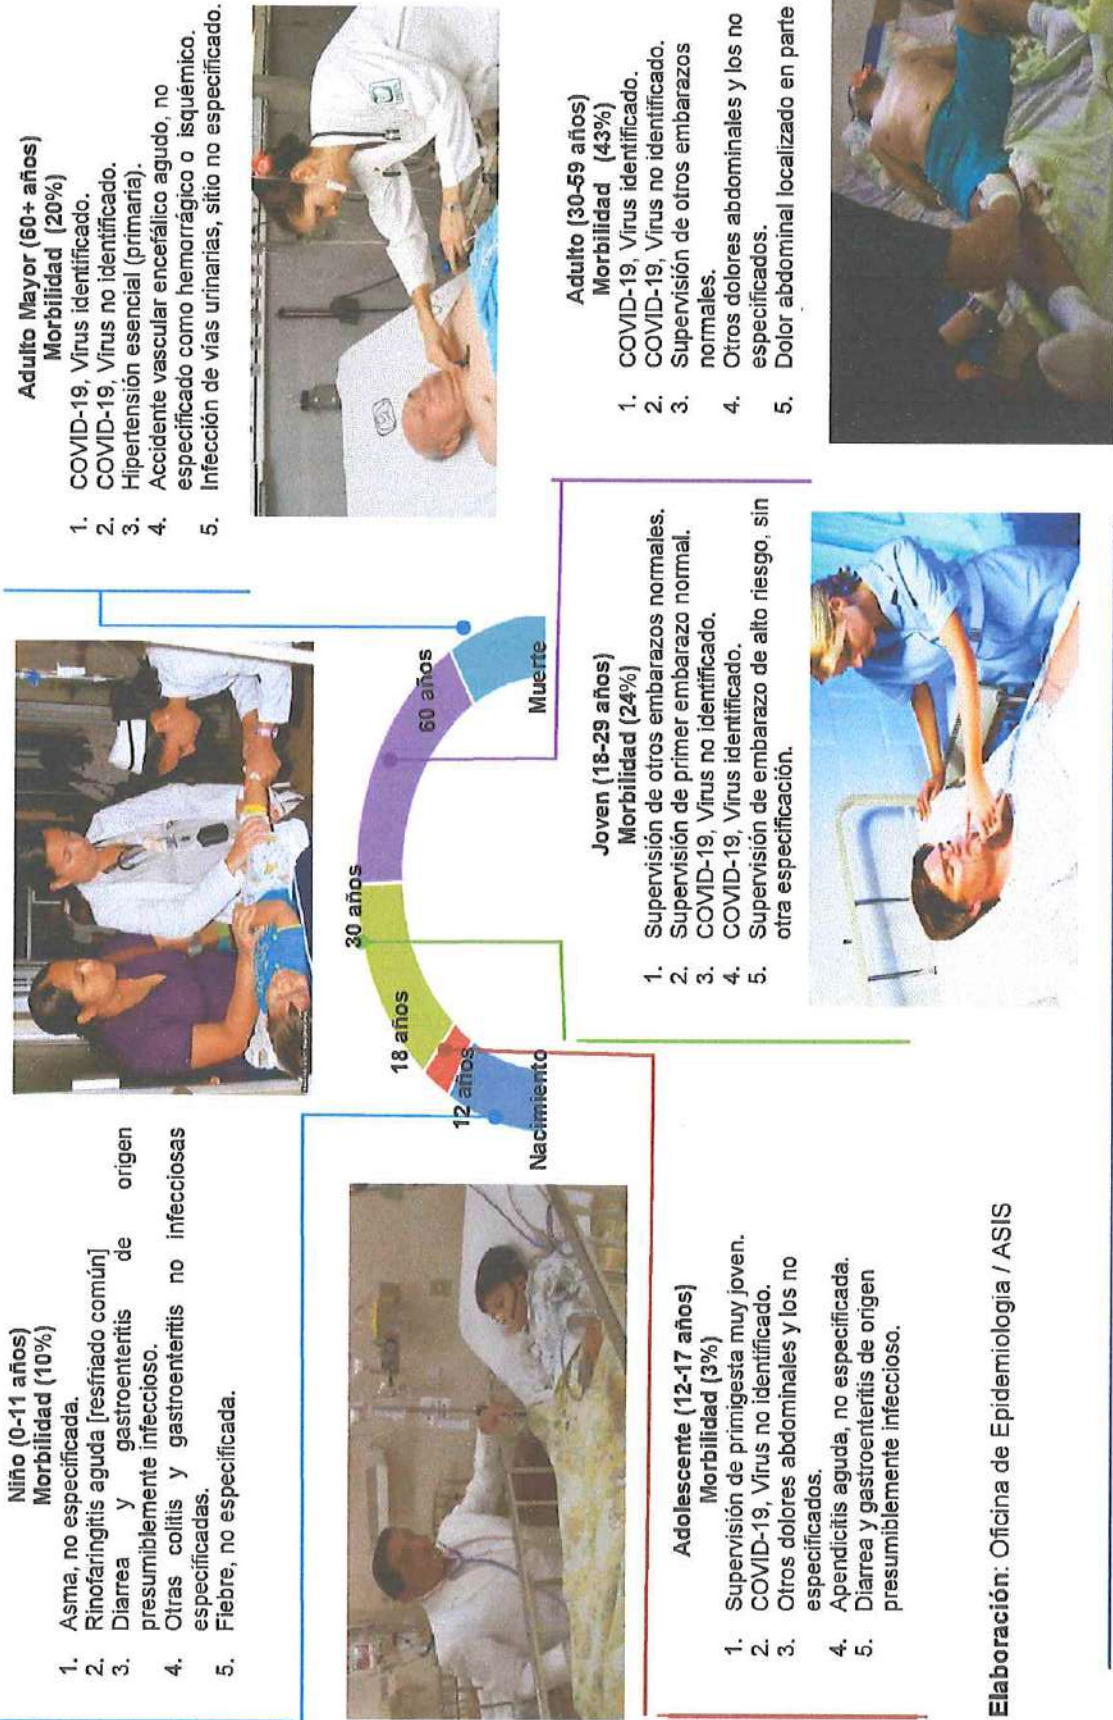 Niño (0-11 años)
Morbilidad (10%)
1. Asma, no especificada.
2. Rinofaringitis aguda [resfriado común]
3. Diarrea y gastroenteritis de origen
presumiblemente infeccioso.
4. Otras colitis y gastroenteritis no infecciosas
especificadas.
5. Fiebre, no especificada.
Adulto Mayor (60+ años)
Morbilidad (20%)
1. COVID-19, Virus identificado.
2. COVID-19, Virus no identificado.
3. Hipertensión esencial (primaria).
4. Accidente vascular encefálico agudo, no
especificado como hemorrágico o isquémico.
5. Infección de vías urinarias, sitio no especificado.
Nacimiento
12 años
18 años
30 años
60 años
Muerte
Adolescente (12-17 años)
Morbilidad (3%)
1. Supervisión de primigesta muy joven.
2. COVID-19, Virus no identificado.
3. Otros dolores abdominales y los no
especificados.
4. Apendicitis aguda, no especificada.
5. Diarrea y gastroenteritis de origen
presumiblemente infeccioso.
Joven (18-29 años)
Morbilidad (24%)
1. Supervisión de otros embarazos normales.
2. Supervisión de primer embarazo normal.
3. COVID-19, Virus no identificado.
4. COVID-19, Virus identificado.
5. Supervisión de embarazo de alto riesgo, sin
otra especificación.
Adulto (30-59 años)
Morbilidad (43%)
1. COVID-19, Virus identificado.
2. COVID-19, Virus no identificado.
3. Supervisión de otros embarazos
normales.
4. Otros dolores abdominales y los no
especificados.
5. Dolor abdominal localizado en parte
Elaboración: Oficina de Epidemiologia / ASIS